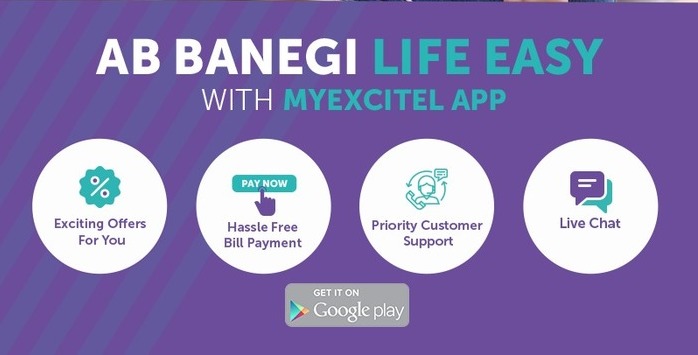 AB BANEGI LIFE EASY
WITH MYEXCITEL APP
Exciting Offers
For You
PAY NOW
Hassle Free
Bill Payment
Priority Customer
Support
Live Chat
GET IT ON
Google play